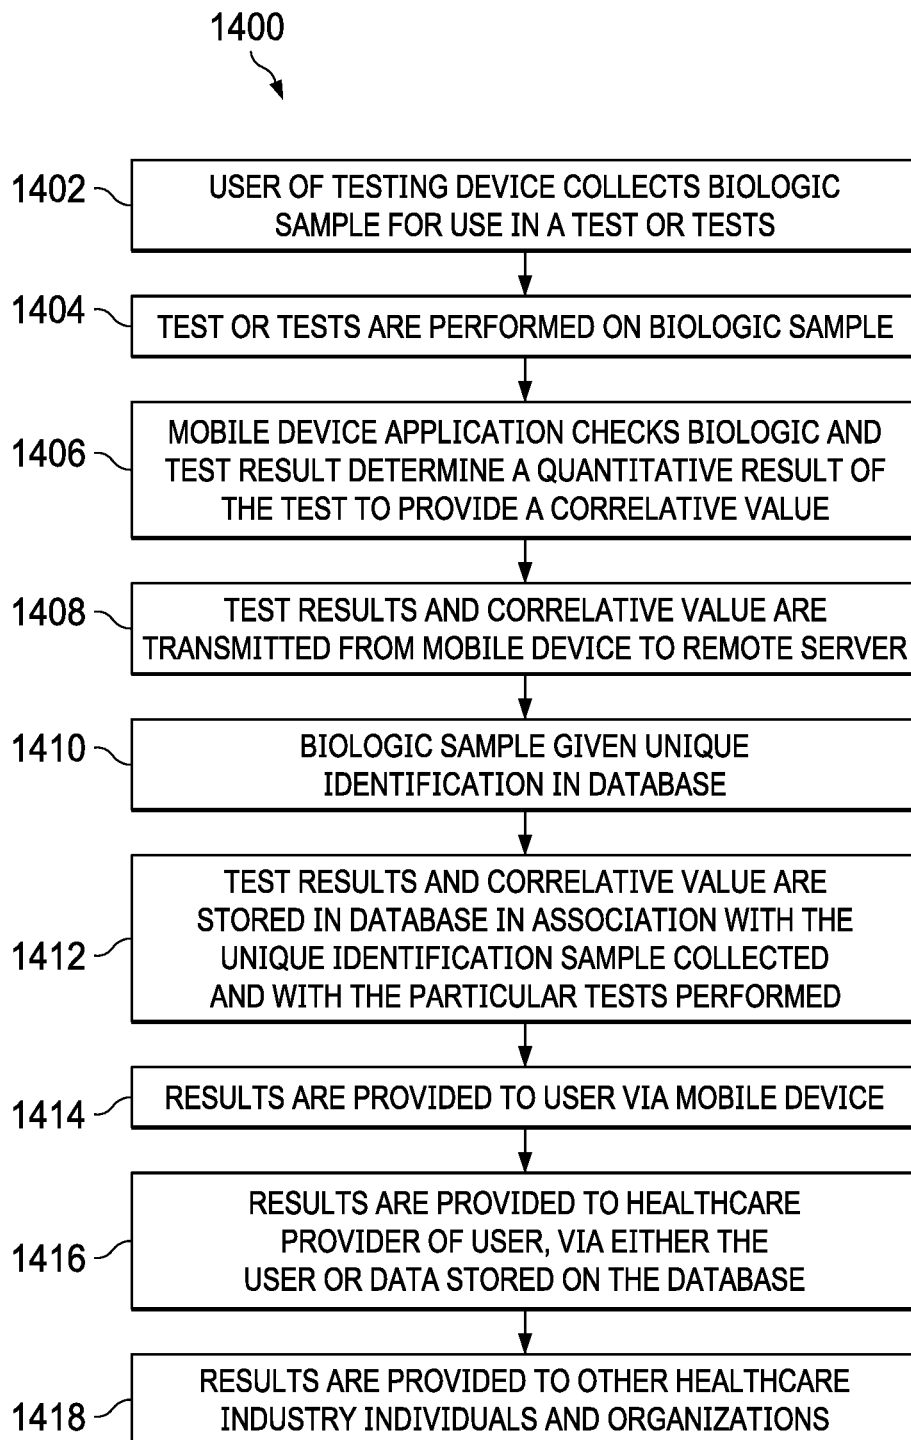 1400
1402
USER OF TESTING DEVICE COLLECTS BIOLOGIC
SAMPLE FOR USE IN A TEST OR TESTS
1404
TEST OR TESTS ARE PERFORMED ON BIOLOGIC SAMPLE
1406
MOBILE DEVICE APPLICATION CHECKS BIOLOGIC AND
TEST RESULT DETERMINE A QUANTITATIVE RESULT OF
THE TEST TO PROVIDE A CORRELATIVE VALUE
1408
TEST RESULTS AND CORRELATIVE VALUE ARE
TRANSMITTED FROM MOBILE DEVICE TO REMOTE SERVER
1410
BIOLOGIC SAMPLE GIVEN UNIQUE
IDENTIFICATION IN DATABASE
1412
TEST RESULTS AND CORRELATIVE VALUE ARE
STORED IN DATABASE IN ASSOCIATION WITH THE
UNIQUE IDENTIFICATION SAMPLE COLLECTED
AND WITH THE PARTICULAR TESTS PERFORMED
1414
RESULTS ARE PROVIDED TO USER VIA MOBILE DEVICE
1416
RESULTS ARE PROVIDED TO HEALTHCARE
PROVIDER OF USER, VIA EITHER THE
USER OR DATA STORED ON THE DATABASE
1418
RESULTS ARE PROVIDED TO OTHER HEALTHCARE
INDUSTRY INDIVIDUALS AND ORGANIZATIONS